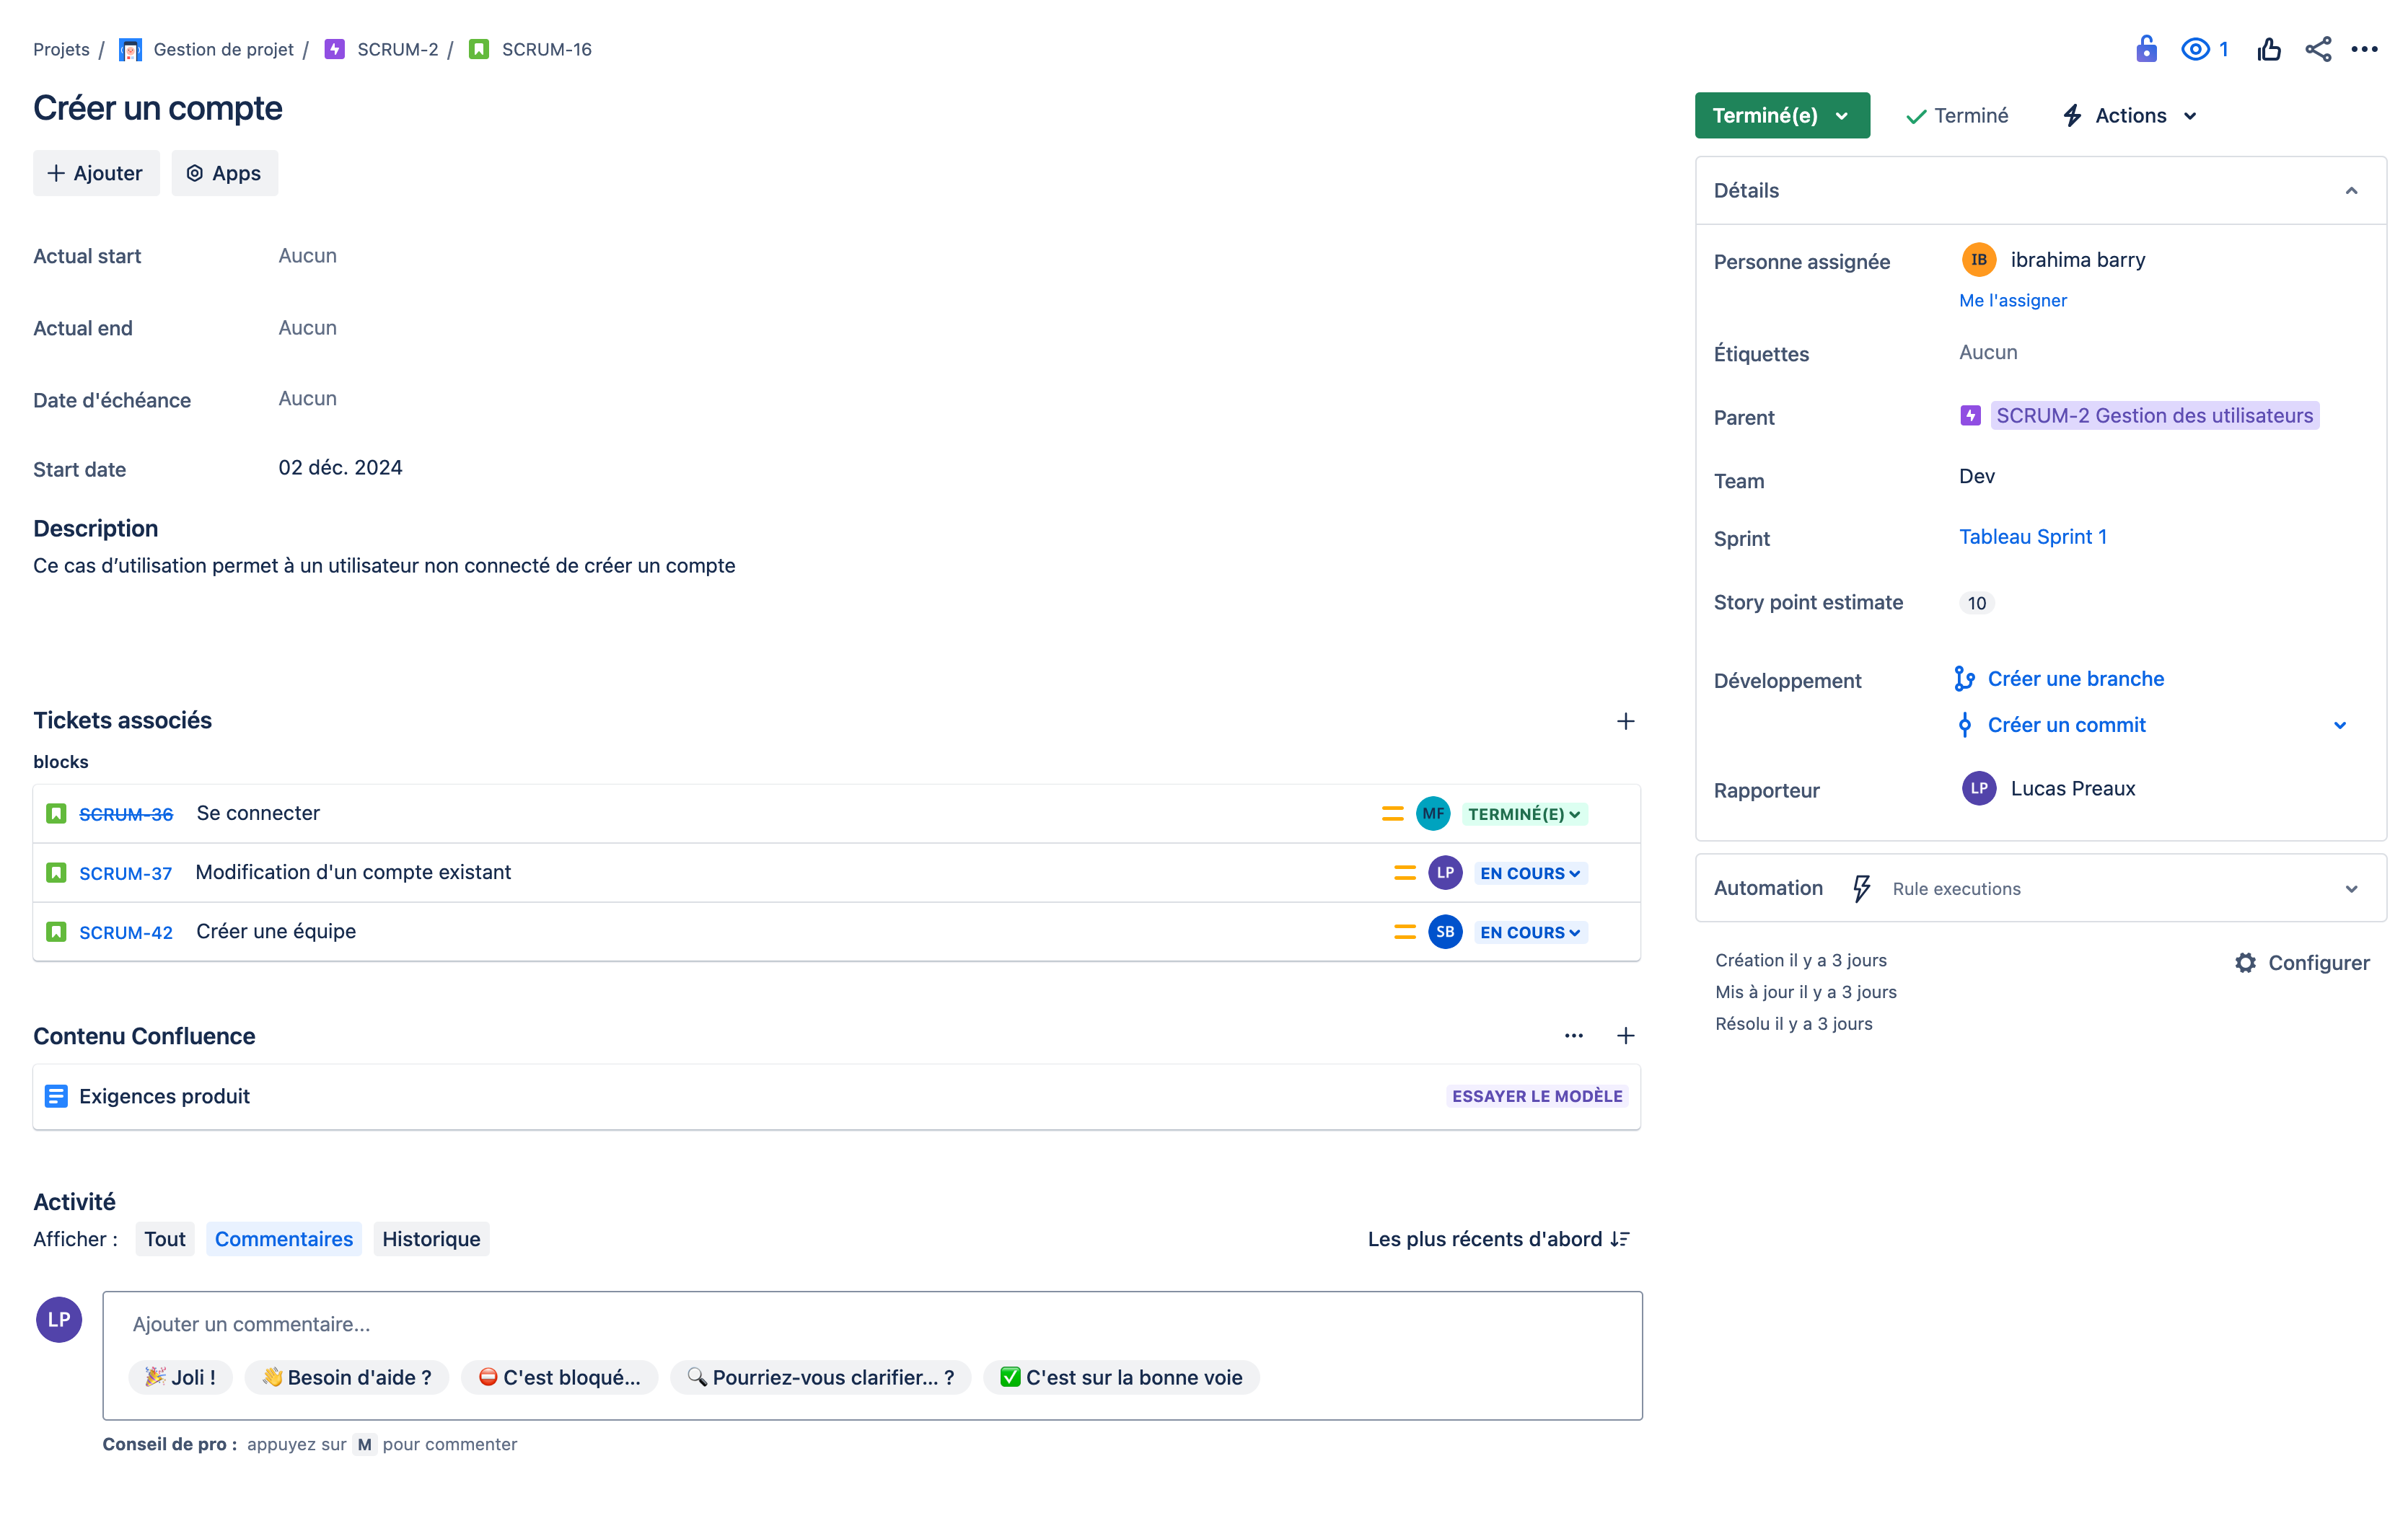 Projets / Gestion de projet / SCRUM-2 / SCRUM-16
1
Créer un compte
Ajouter
Apps
Actual start Aucun
Actual end Aucun
Date d'échéance Aucun
Start date 02 déc. 2024
Description
Ce cas d’utilisation permet à un utilisateur non connecté de créer un compte
Tickets associés
blocks
SCRUM-36 Se connecter MF TERMINÉ(E)
SCRUM-37 Modification d'un compte existant LP EN COURS
SCRUM-42 Créer une équipe SB EN COURS
Contenu Confluence
Exigences produit ESSAYER LE MODÈLE
Activité
Afficher : Tout Commentaires Historique Les plus récents d'abord
LP
Ajouter un commentaire...
Joli ! Besoin d'aide ? C'est bloqué... Pourriez-vous clarifier... ? C'est sur la bonne voie
Conseil de pro : appuyez sur M pour commenter
Terminé(e) Terminé Actions
Détails
Personne assignée IB ibrahima barry
Me l'assigner
Étiquettes Aucun
Parent SCRUM-2 Gestion des utilisateurs
Team Dev
Sprint Tableau Sprint 1
Story point estimate 10
Développement Créer une branche
Créer un commit
Rapporteur LP Lucas Preaux
Automation Rule executions
Création il y a 3 jours
Configurer
Mis à jour il y a 3 jours
Résolu il y a 3 jours